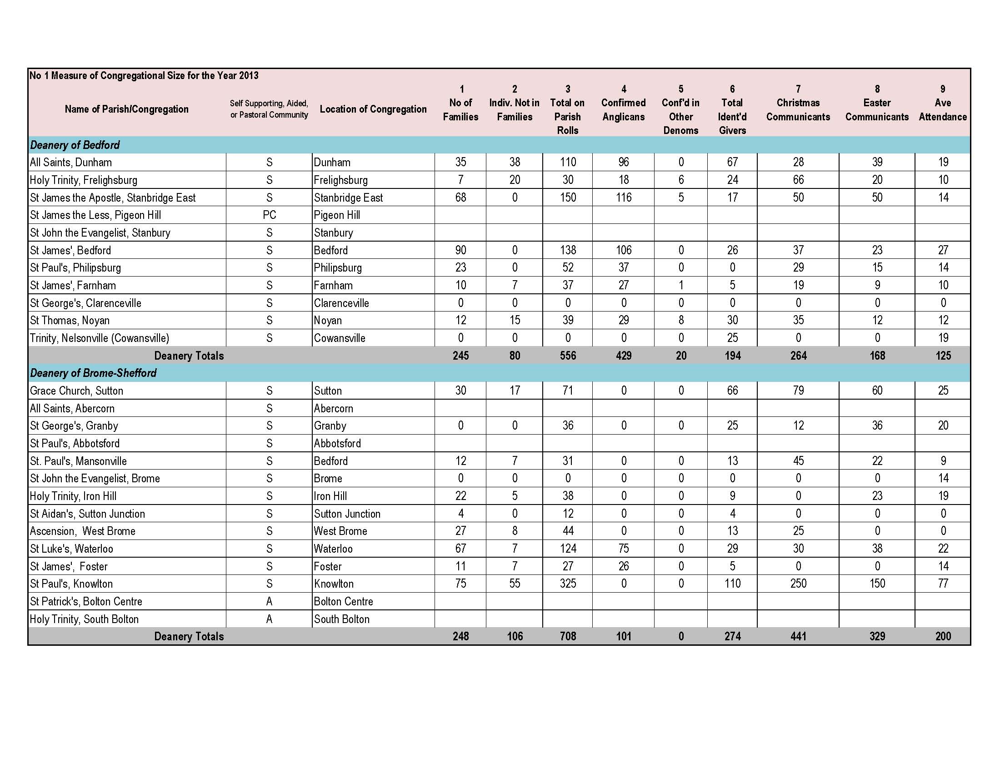 No 1 Measure of Congregational Size for the Year 2013
1 2 3 4 5 6 7 8 9
Name of Parish/Congregation Self Supporting, Aided, or Pastoral Community Location of Congregation No of Families Indiv. Not in Families Total on Parish Rolls Confirmed Anglicans Conf'd in Other Denoms Total Ident'd Givers Christmas Communicants Easter Communicants Ave Attendance
Deanery of Bedford
All Saints, Dunham S Dunham 35 38 110 96 0 67 28 39 19
Holy Trinity, Frelighsburg S Frelighsburg 7 20 30 18 6 24 66 20 10
St James the Apostle, Stanbridge East S Stanbridge East 68 0 150 116 5 17 50 50 14
St James the Less, Pigeon Hill PC Pigeon Hill
St John the Evangelist, Stanbury S Stanbury
St James', Bedford S Bedford 90 0 138 106 0 26 37 23 27
St Paul's, Philipsburg S Philipsburg 23 0 52 37 0 0 29 15 14
St James', Farnham S Farnham 10 7 37 27 1 5 19 9 10
St George's, Clarenceville S Clarenceville 0 0 0 0 0 0 0 0 0
St Thomas, Noyan S Noyan 12 15 39 29 8 30 35 12 12
Trinity, Nelsonville (Cowansville) S Cowansville 0 0 0 0 0 25 0 0 19
Deanery Totals 245 80 556 429 20 194 264 168 125
Deanery of Brome-Shefford
Grace Church, Sutton S Sutton 30 17 71 0 0 66 79 60 25
All Saints, Abercorn S Abercorn
St George's, Granby S Granby 0 0 36 0 0 25 12 36 20
St Paul's, Abbotsford S Abbotsford
St. Paul's, Mansonville S Bedford 12 7 31 0 0 13 45 22 9
St John the Evangelist, Brome S Brome 0 0 0 0 0 0 0 0 14
Holy Trinity, Iron Hill S Iron Hill 22 5 38 0 0 9 0 23 19
St Aidan's, Sutton Junction S Sutton Junction 4 0 12 0 0 4 0 0 0
Ascension, West Brome S West Brome 27 8 44 0 0 13 25 0 0
St Luke's, Waterloo S Waterloo 67 7 124 75 0 29 30 38 22
St James', Foster S Foster 11 7 27 26 0 5 0 0 14
St Paul's, Knowlton S Knowlton 75 55 325 0 0 110 250 150 77
St Patrick's, Bolton Centre A Bolton Centre
Holy Trinity, South Bolton A South Bolton
Deanery Totals 248 106 708 101 0 274 441 329 200